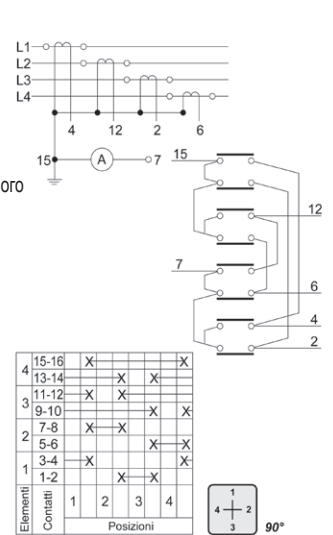 L1
L2
L3
L4
4 12 2 6
15 A 7
ого
15
12
7
6
4
2
4 15-16 X X
13-14 X X
3 11-12 X X
9-10 X X
2 7-8 X X
5-6 X X
1 3-4 X X
1-2 X X
Elementi Contatti 1 2 3 4
Posizioni
1
4 2
3
90°